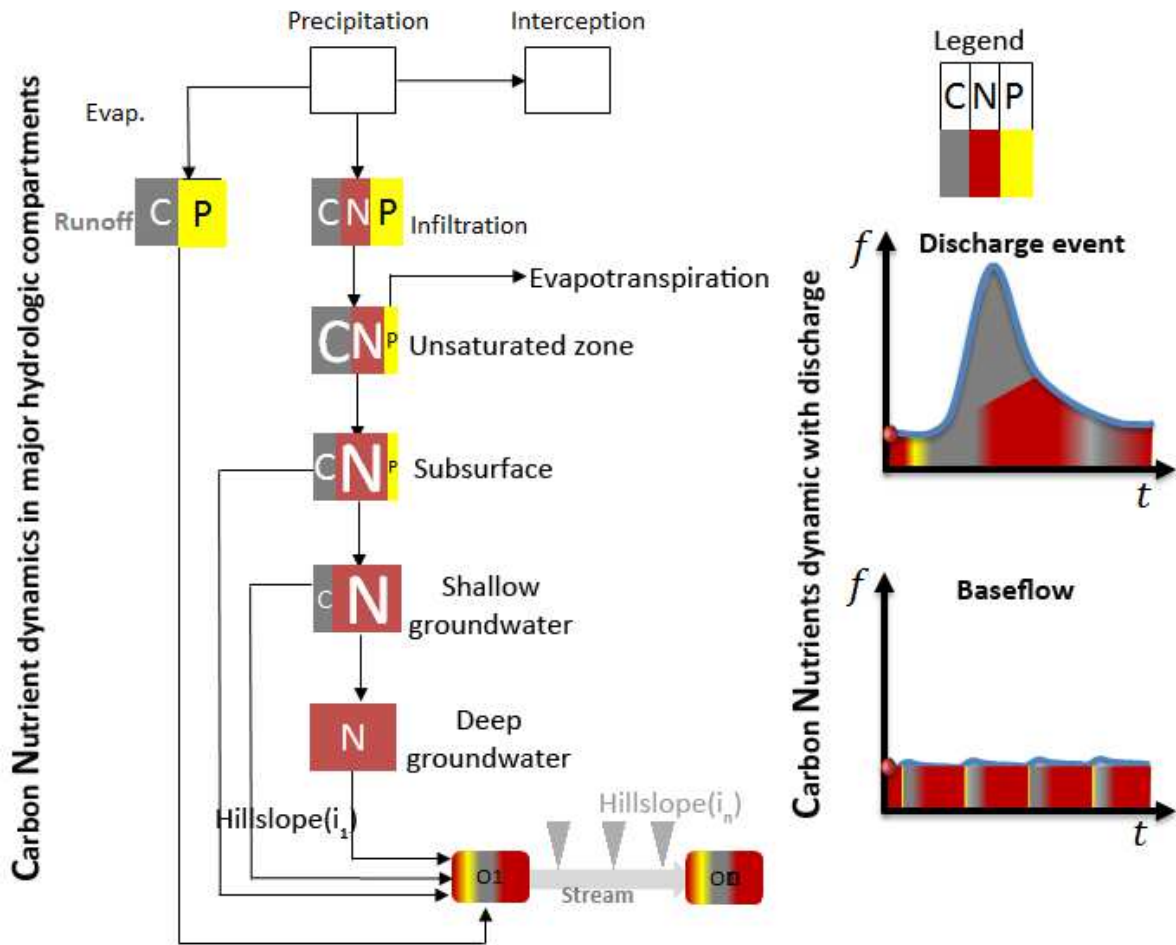 Carbon Nutrient dynamics in major hydrologic compartments
Precipitation
Interception
Evap.
Runoff
C P
C N P
Infiltration
Evapotranspiration
C N P
Unsaturated zone
C N P
Subsurface
C N
Shallow
groundwater
N
Deep
groundwater
Hillslope(i₁)
Hillslope(iₙ)
O1
Stream
Legend
C N P
Carbon Nutrients dynamic with discharge
f
Discharge event
t
f
Baseflow
t